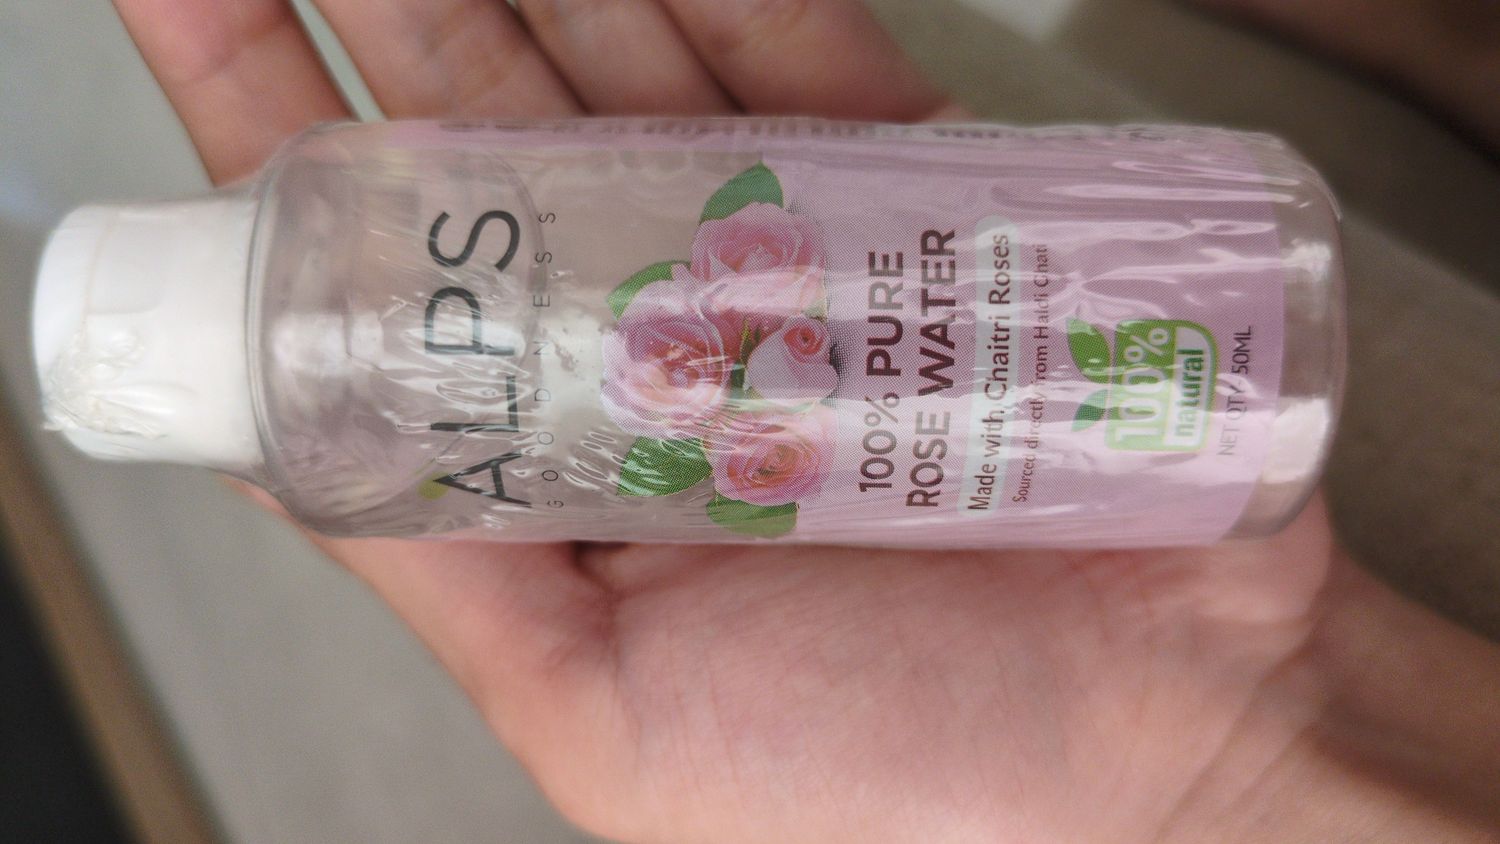 ALPS
GOODNESS
100% PURE
ROSE WATER
Made with Chaitri Roses
Sourced directly from Haldi Ghati
100%
natural
NET QTY- 50ML